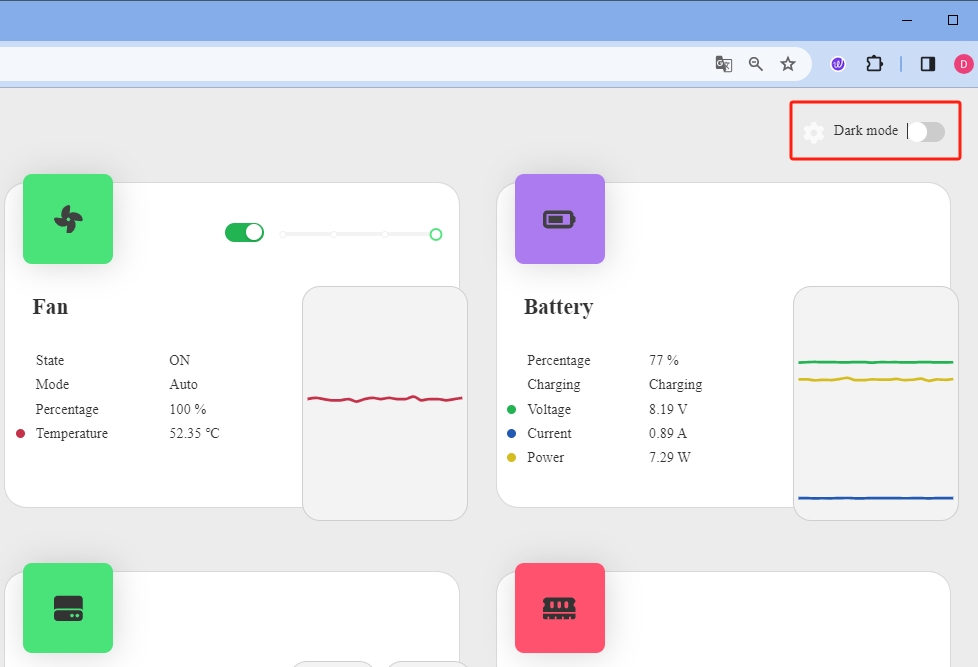 D
Dark mode
Fan
State ON
Mode Auto
Percentage 100 %
Temperature 52.35 ℃
Battery
Percentage 77 %
Charging Charging
Voltage 8.19 V
Current 0.89 A
Power 7.29 W